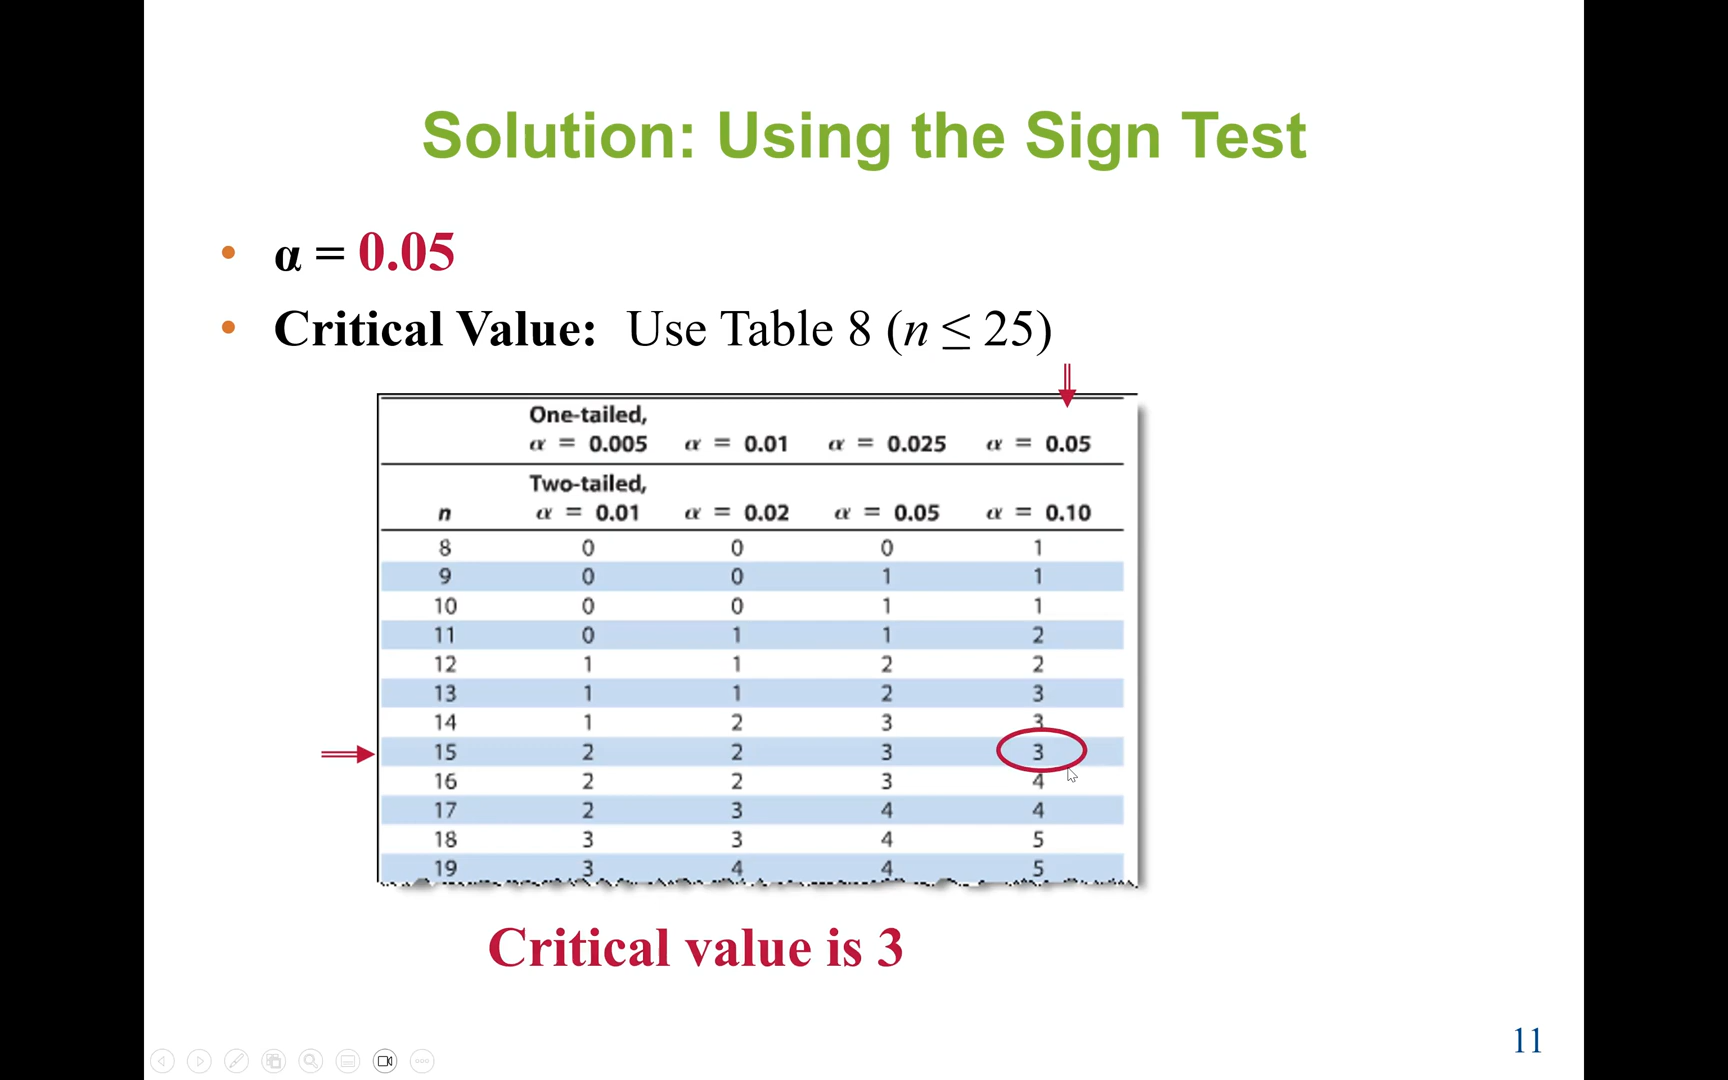 Solution: Using the Sign Test
• α = 0.05
• Critical Value: Use Table 8 (n ≤ 25)
One-tailed,
α = 0.005 α = 0.01 α = 0.025 α = 0.05
Two-tailed,
n α = 0.01 α = 0.02 α = 0.05 α = 0.10
8 0 0 0 1
9 0 0 1 1
10 0 0 1 1
11 0 1 1 2
12 1 1 2 2
13 1 1 2 3
14 1 2 3 3
15 2 2 3 3
16 2 2 3 4
17 2 3 4 4
18 3 3 4 5
19 3 4 4 5
Critical value is 3
11